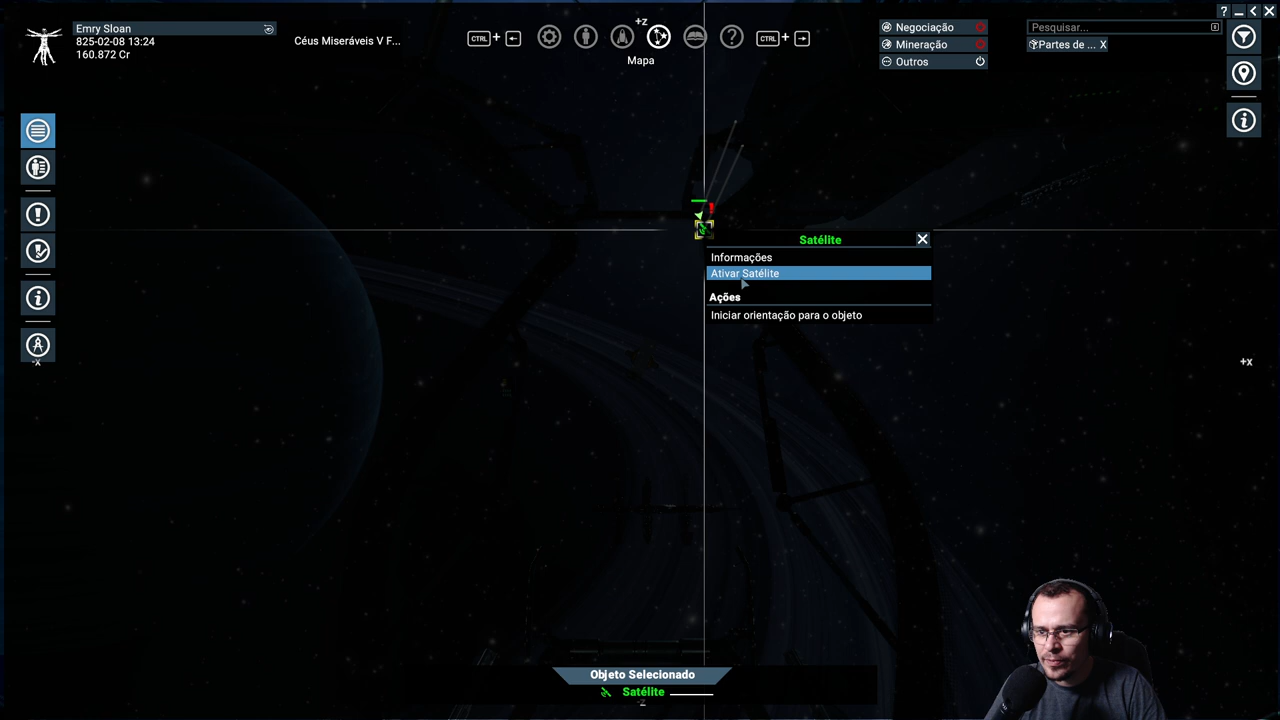 Emry Sloan
825-02-08 13:24
160.872 Cr
Céus Miseráveis V F...
CTRL + ←
+Z
CTRL + →
Mapa
Negociação
Mineração
Outros
Pesquisar...
Partes de ... X
Satélite
Informações
Ativar Satélite
Ações
Iniciar orientação para o objeto
-X
+X
Objeto Selecionado
Satélite
-Z